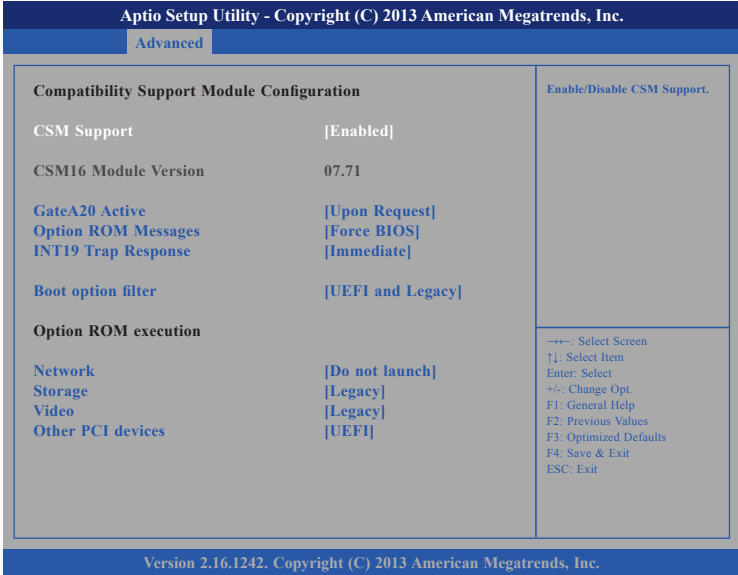 Aptio Setup Utility - Copyright (C) 2013 American Megatrends, Inc.
Advanced
Compatibility Support Module Configuration
CSM Support [Enabled]
CSM16 Module Version 07.71
GateA20 Active [Upon Request]
Option ROM Messages [Force BIOS]
INT19 Trap Response [Immediate]
Boot option filter [UEFI and Legacy]
Option ROM execution
Network [Do not launch]
Storage [Legacy]
Video [Legacy]
Other PCI devices [UEFI]
Enable/Disable CSM Support.
→←: Select Screen
↑↓: Select Item
Enter: Select
+/-: Change Opt.
F1: General Help
F2: Previous Values
F3: Optimized Defaults
F4: Save & Exit
ESC: Exit
Version 2.16.1242. Copyright (C) 2013 American Megatrends, Inc.